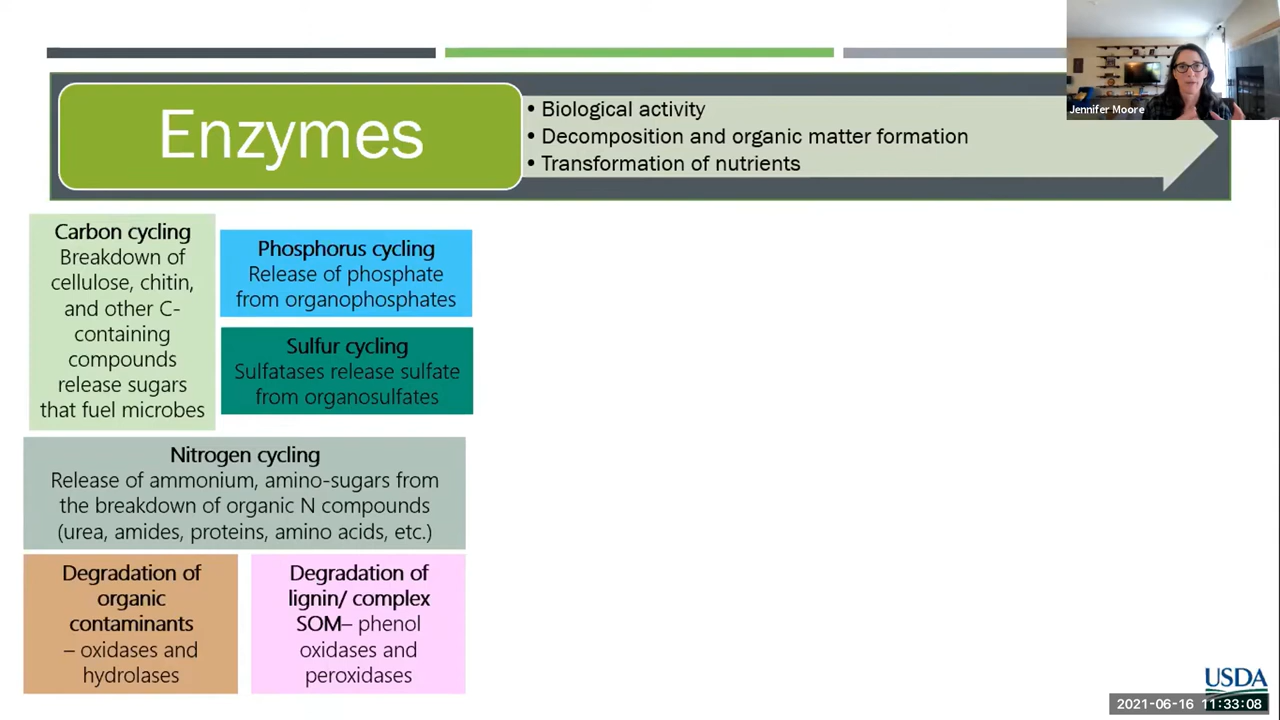 Jennifer Moore
Enzymes
• Biological activity
• Decomposition and organic matter formation
• Transformation of nutrients
Carbon cycling
Breakdown of
cellulose, chitin,
and other C-
containing
compounds
release sugars
that fuel microbes
Phosphorus cycling
Release of phosphate
from organophosphates
Sulfur cycling
Sulfatases release sulfate
from organosulfates
Nitrogen cycling
Release of ammonium, amino-sugars from
the breakdown of organic N compounds
(urea, amides, proteins, amino acids, etc.)
Degradation of
organic
contaminants
– oxidases and
hydrolases
Degradation of
lignin/ complex
SOM– phenol
oxidases and
peroxidases
USDA
2021-06-16 11:33:08